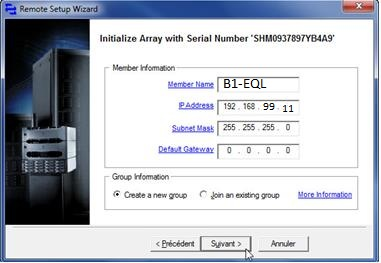 Remote Setup Wizard
Initialize Array with Serial Number 'SHM0937897YB4A9'
Member Information
Member Name B1-EQL
IP Address 192 . 168 . 99 . 11
Subnet Mask 255 . 255 . 255 . 0
Default Gateway 0 . 0 . 0 . 0
Group Information
Create a new group Join an existing group More Information
< Précédent Suivant > Annuler